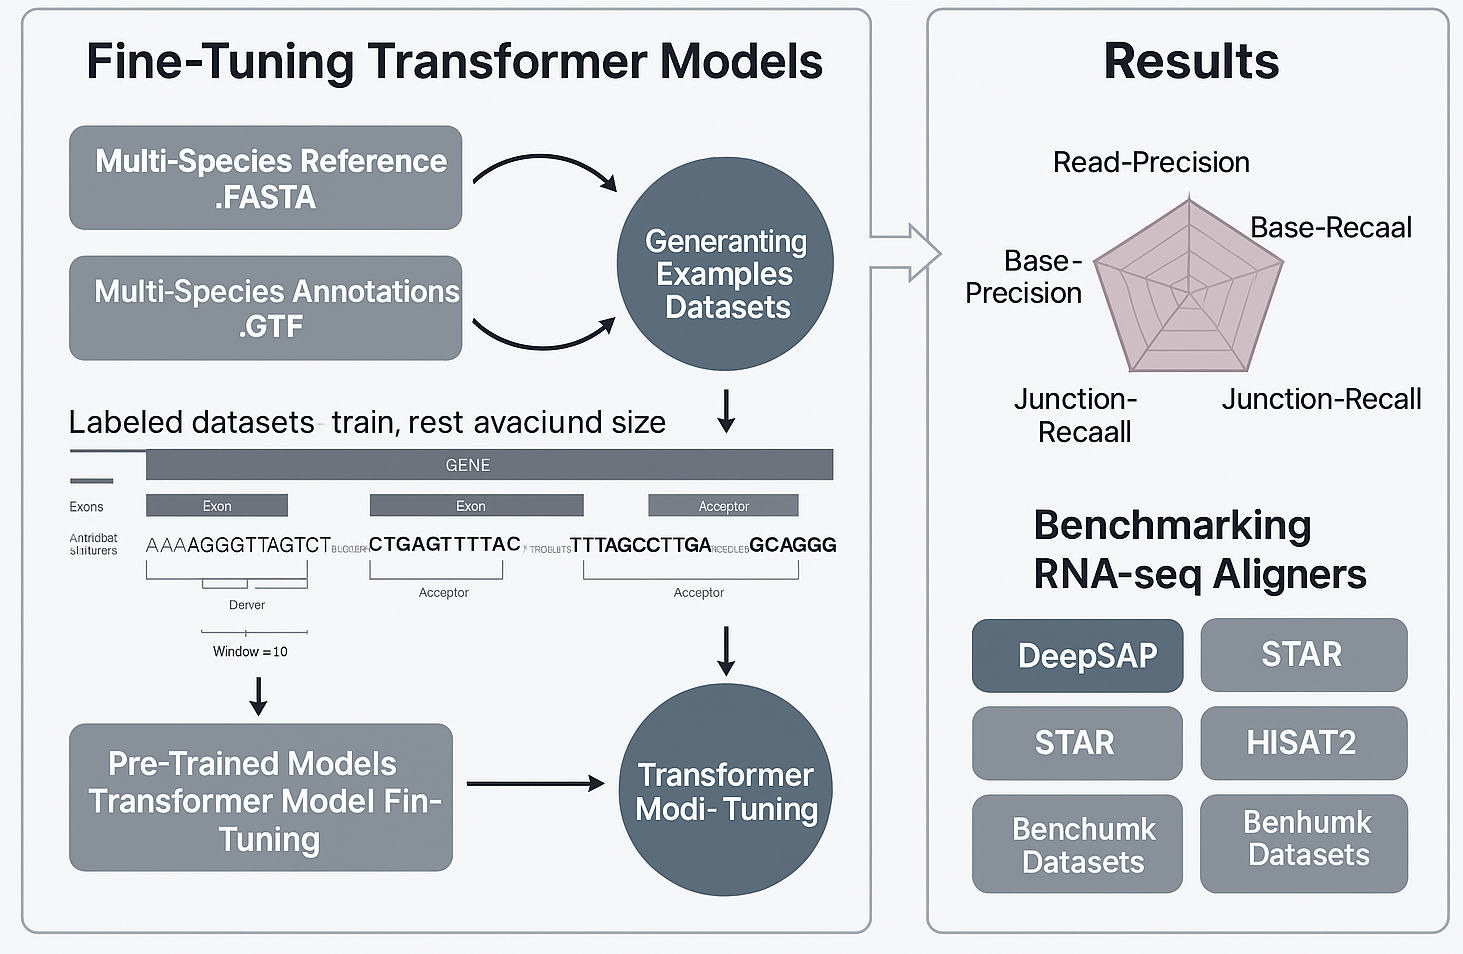 Fine-Tuning Transformer Models
Multi-Species Reference
.FASTA
Multi-Species Annotations
.GTF
Generanting
Examples
Datasets
Labeled datasets- train, rest avaciund size
GENE
Exons
Exon
Exon
Acceptor
Antridbat
AAAAGGGTTAGTCT
CTGAGTTTTAC
TTTAGCCTTGA
GCAGGG
Derver
Acceptor
Acceptor
Window = 10
Pre-Trained Models
Transformer Model Fin-
Tuning
Transformer
Modi- Tuning
Results
Read-Precision
Base-Recaal
Base-
Precision
Junction-
Recaall
Junction-Recall
Benchmarking
RNA-seq Aligners
DeepSAP
STAR
STAR
HISAT2
Benchumk
Datasets
Benhumk
Datasets